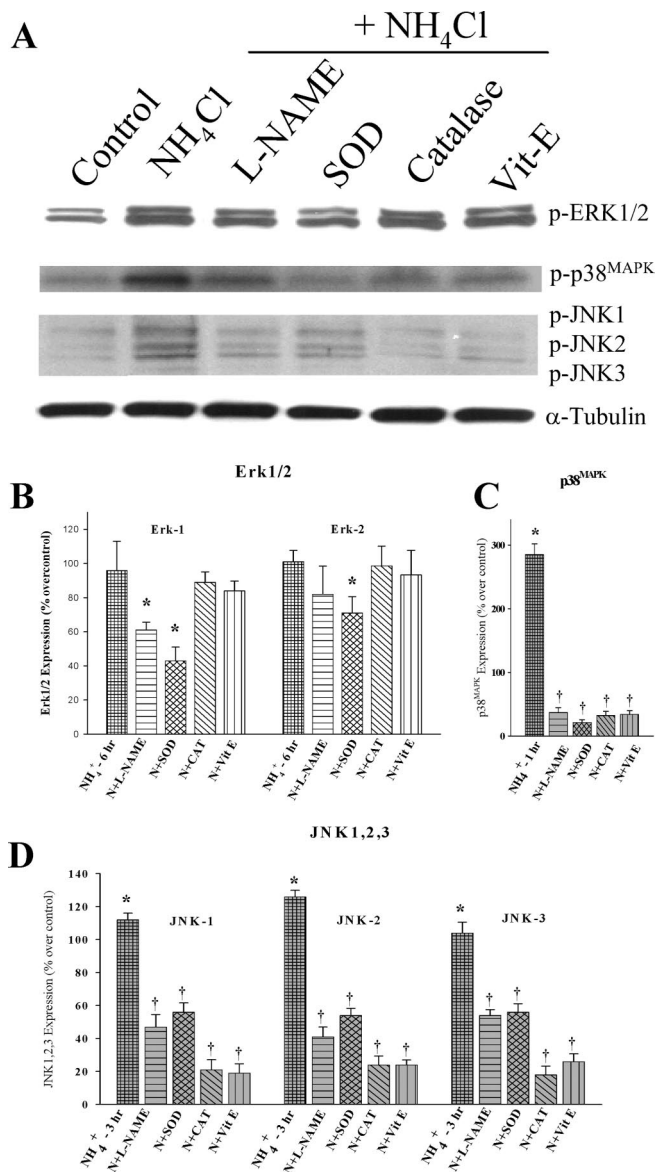 A
+ NH₄Cl
Control
NH₄Cl
L-NAME
SOD
Catalase
Vit-E
p-ERK1/2
p-p38ᴹᴬᴾᴷ
p-JNK1
p-JNK2
p-JNK3
α-Tubulin
B
Erk1/2
Erk-1
Erk-2
Erk1/2 Expression (% overcontrol)
100
80
60
40
20
0
*
*
*
NH₄⁺- 6 hr
N+L-NAME
N+SOD
N+CAT
N+Vit E
NH₄⁺- 6 hr
N+L-NAME
N+SOD
N+CAT
N+Vit E
C
p38ᴹᴬᴾᴷ
p38ᴹᴬᴾᴷ Expression (% over control)
300
200
100
0
*
†
†
†
†
NH₄⁺ - 1 hr
N+L-NAME
N+SOD
N+CAT
N+Vit E
D
JNK1,2,3
JNK-1
JNK-2
JNK-3
JNK1,2,3 Expression (% over control)
140
120
100
80
60
40
20
0
*
†
†
†
†
*
†
†
†
†
*
†
†
†
†
NH₄⁺ - 3 hr
N+L-NAME
N+SOD
N+CAT
N+Vit E
NH₄⁺ - 3 hr
N+L-NAME
N+SOD
N+CAT
N+Vit E
NH₄⁺ - 3 hr
N+L-NAME
N+SOD
N+CAT
N+Vit E